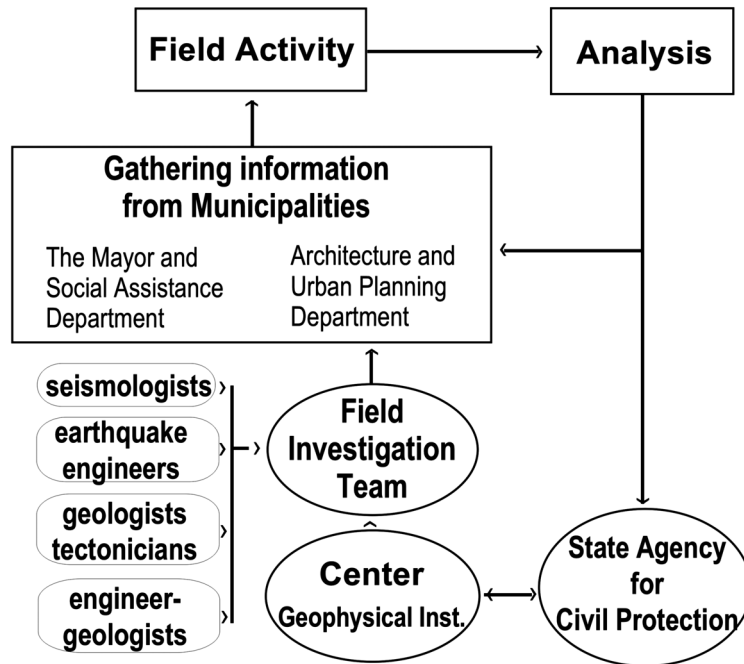 Field Activity
Analysis
Gathering information
from Municipalities
The Mayor and
Social Assistance
Department
Architecture and
Urban Planning
Department
seismologists
earthquake
engineers
geologists
tectonicians
engineer-
geologists
Field
Investigation
Team
Center
Geophysical Inst.
State Agency
for
Civil Protection